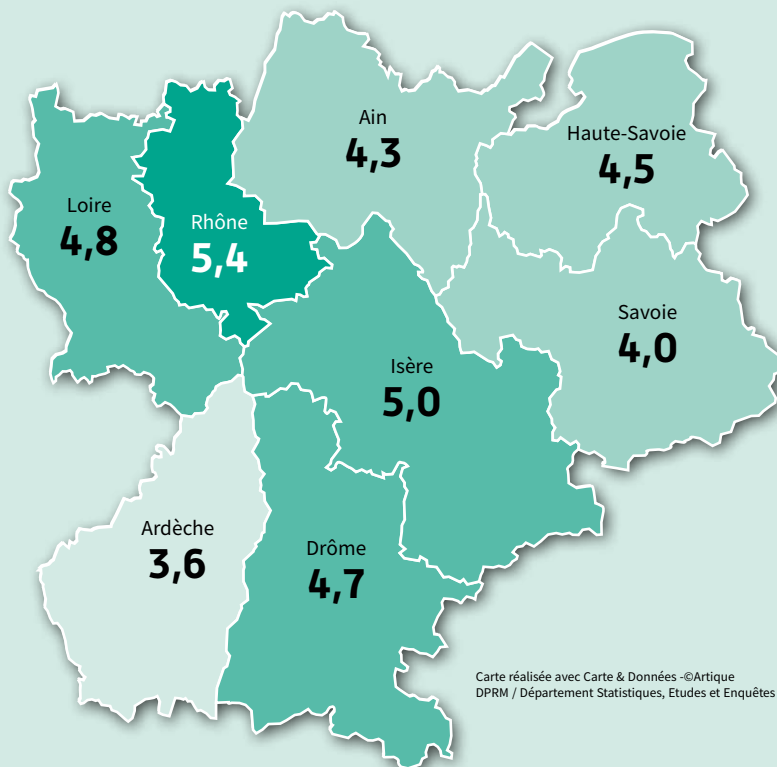 Ain
4,3
Haute-Savoie
4,5
Loire
4,8
Rhône
5,4
Savoie
4,0
Isère
5,0
Ardèche
3,6
Drôme
4,7
Carte réalisée avec Carte & Données -©Artique
DPRM / Département Statistiques, Etudes et Enquêtes